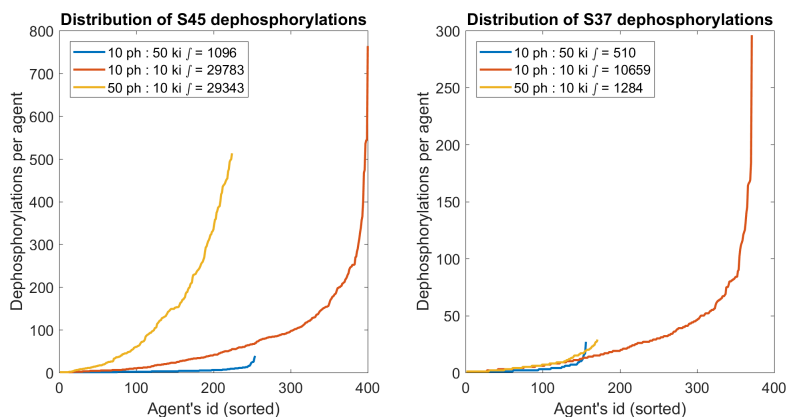 Distribution of S45 dephosphorylations
10 ph : 50 ki ∫ = 1096
10 ph : 10 ki ∫ = 29783
50 ph : 10 ki ∫ = 29343
Dephosphorylations per agent
800
700
600
500
400
300
200
100
0
0 100 200 300 400
Agent's id (sorted)
Distribution of S37 dephosphorylations
10 ph : 50 ki ∫ = 510
10 ph : 10 ki ∫ = 10659
50 ph : 10 ki ∫ = 1284
Dephosphorylations per agent
300
250
200
150
100
50
0
0 100 200 300 400
Agent's id (sorted)